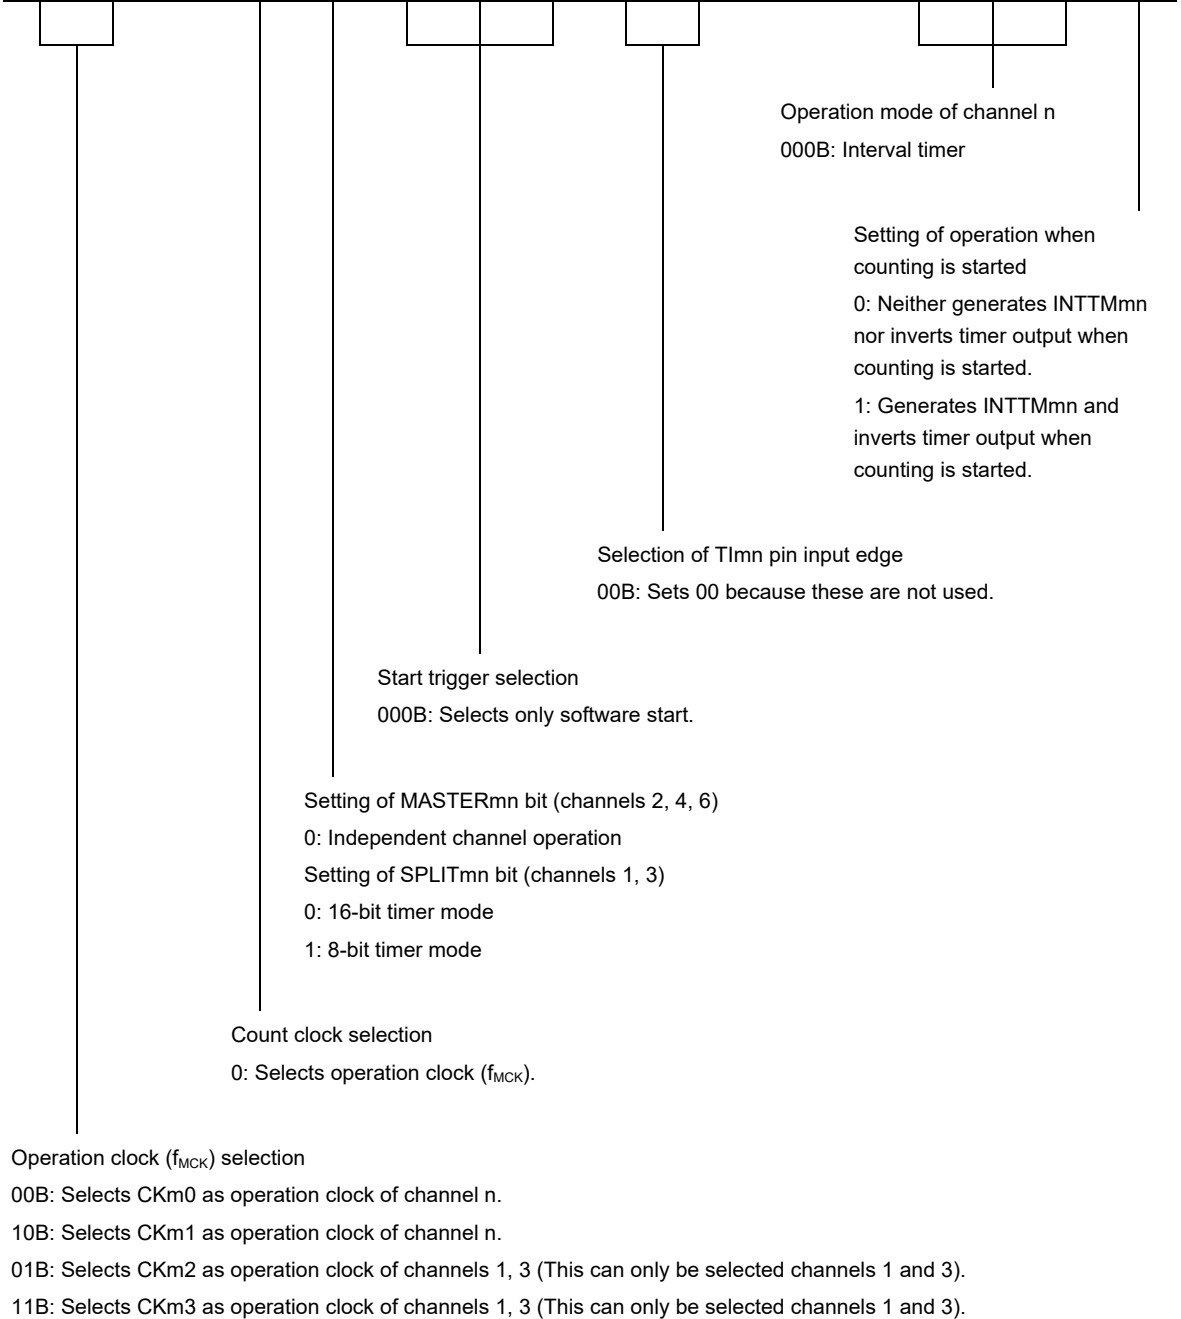 Operation mode of channel n
000B: Interval timer
Setting of operation when
counting is started
0: Neither generates INTTMmn
nor inverts timer output when
counting is started.
1: Generates INTTMmn and
inverts timer output when
counting is started.
Selection of TImn pin input edge
00B: Sets 00 because these are not used.
Start trigger selection
000B: Selects only software start.
Setting of MASTERmn bit (channels 2, 4, 6)
0: Independent channel operation
Setting of SPLITmn bit (channels 1, 3)
0: 16-bit timer mode
1: 8-bit timer mode
Count clock selection
0: Selects operation clock (fMCK).
Operation clock (fMCK) selection
00B: Selects CKm0 as operation clock of channel n.
10B: Selects CKm1 as operation clock of channel n.
01B: Selects CKm2 as operation clock of channels 1, 3 (This can only be selected channels 1 and 3).
11B: Selects CKm3 as operation clock of channels 1, 3 (This can only be selected channels 1 and 3).